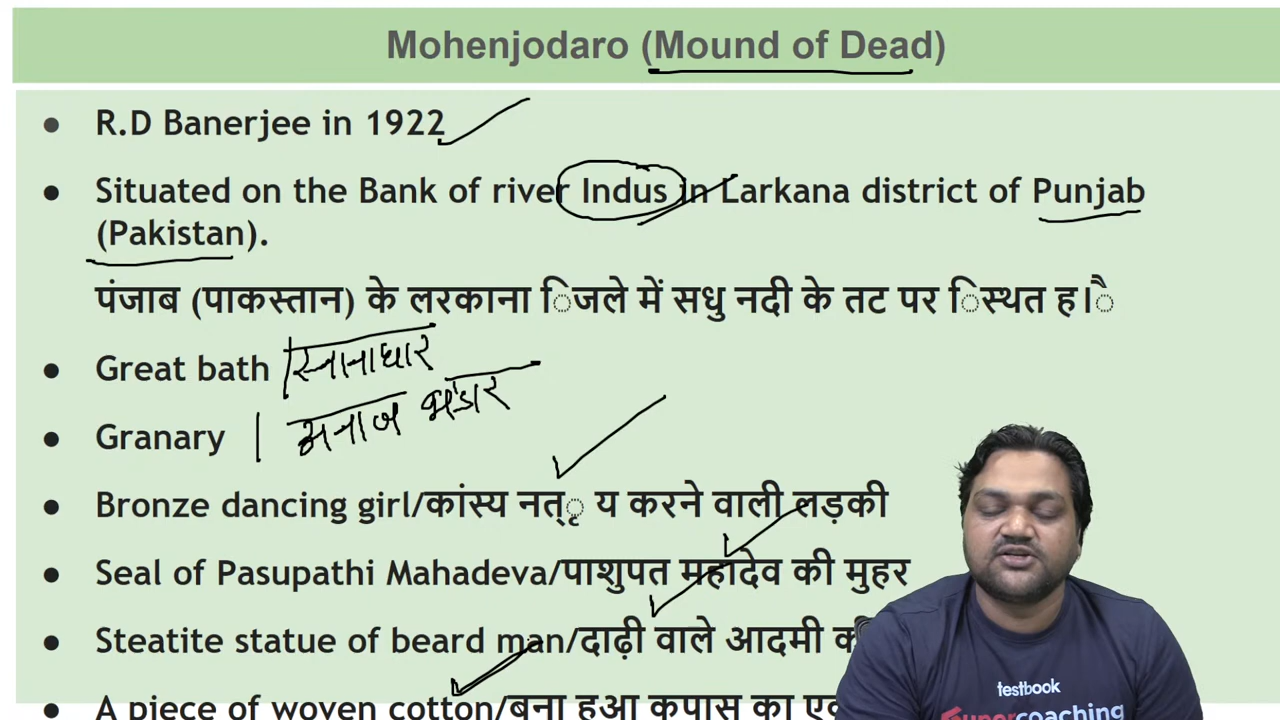 Mohenjodaro (Mound of Dead)
● R.D Banerjee in 1922
● Situated on the Bank of river Indus in Larkana district of Punjab
(Pakistan).
पंजाब (पाकस्तान) के लरकाना िजले में सधु नदी के तट पर िस्थत ह।ै
● Great bath स्नानाघार
● Granary | अनाज भंडार
● Bronze dancing girl/कांस्य नत्ृ य करने वाली लड़की
● Seal of Pasupathi Mahadeva/पाशुपत महादेव की मुहर
● Steatite statue of beard man/दाढ़ी वाले आदमी की
● A piece of woven cotton/बना हआ कपास का
testbook
supercoaching